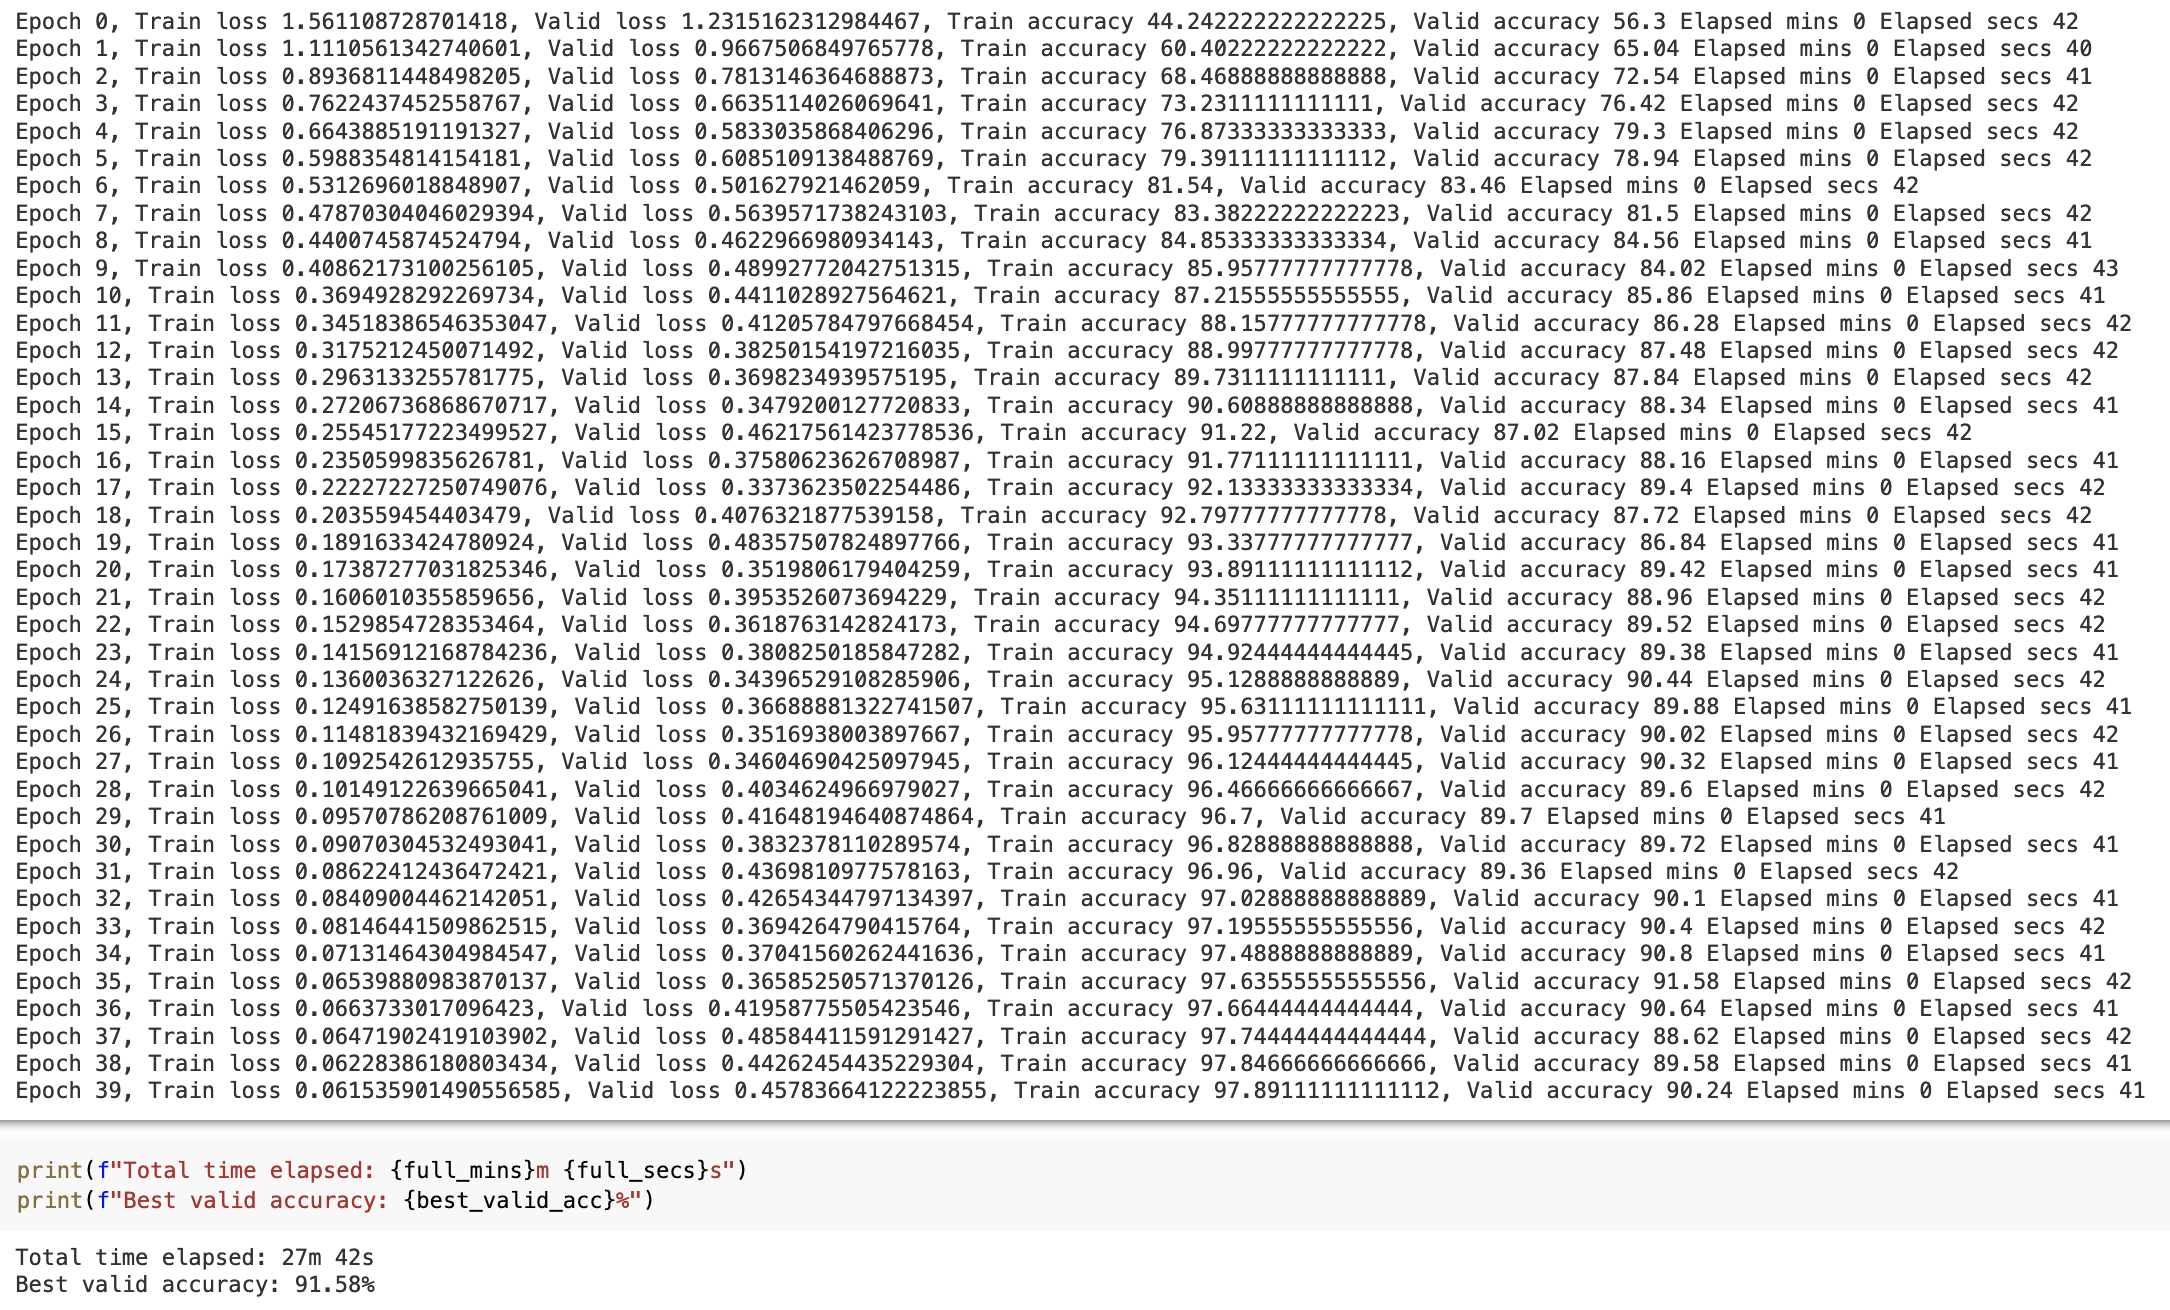 Epoch 0, Train loss 1.561108728701418, Valid loss 1.2315162312984467, Train accuracy 44.242222222222225, Valid accuracy 56.3 Elapsed mins 0 Elapsed secs 42
Epoch 1, Train loss 1.1110561342740601, Valid loss 0.9667506849765778, Train accuracy 60.40222222222222, Valid accuracy 65.04 Elapsed mins 0 Elapsed secs 40
Epoch 2, Train loss 0.8936811448498205, Valid loss 0.7813146364688873, Train accuracy 68.46888888888888, Valid accuracy 72.54 Elapsed mins 0 Elapsed secs 41
Epoch 3, Train loss 0.7622437452558767, Valid loss 0.6635114026069641, Train accuracy 73.2311111111111, Valid accuracy 76.42 Elapsed mins 0 Elapsed secs 42
Epoch 4, Train loss 0.6643885191191327, Valid loss 0.5833035868406296, Train accuracy 76.87333333333333, Valid accuracy 79.3 Elapsed mins 0 Elapsed secs 42
Epoch 5, Train loss 0.5988354814154181, Valid loss 0.6085109138488769, Train accuracy 79.39111111111112, Valid accuracy 78.94 Elapsed mins 0 Elapsed secs 42
Epoch 6, Train loss 0.5312696018848907, Valid loss 0.501627921462059, Train accuracy 81.54, Valid accuracy 83.46 Elapsed mins 0 Elapsed secs 42
Epoch 7, Train loss 0.47870304046029394, Valid loss 0.5639571738243103, Train accuracy 83.38222222222223, Valid accuracy 81.5 Elapsed mins 0 Elapsed secs 42
Epoch 8, Train loss 0.4400745874524794, Valid loss 0.4622966980934143, Train accuracy 84.85333333333334, Valid accuracy 84.56 Elapsed mins 0 Elapsed secs 41
Epoch 9, Train loss 0.40862173100256105, Valid loss 0.48992772042751315, Train accuracy 85.95777777777778, Valid accuracy 84.02 Elapsed mins 0 Elapsed secs 43
Epoch 10, Train loss 0.3694928292269734, Valid loss 0.4411028927564621, Train accuracy 87.21555555555555, Valid accuracy 85.86 Elapsed mins 0 Elapsed secs 41
Epoch 11, Train loss 0.34518386546353047, Valid loss 0.41205784797668454, Train accuracy 88.15777777777778, Valid accuracy 86.28 Elapsed mins 0 Elapsed secs 42
Epoch 12, Train loss 0.3175212450071492, Valid loss 0.38250154197216035, Train accuracy 88.99777777777778, Valid accuracy 87.48 Elapsed mins 0 Elapsed secs 42
Epoch 13, Train loss 0.2963133255781775, Valid loss 0.3698234939575195, Train accuracy 89.7311111111111, Valid accuracy 87.84 Elapsed mins 0 Elapsed secs 42
Epoch 14, Train loss 0.27206736868670717, Valid loss 0.3479200127720833, Train accuracy 90.60888888888888, Valid accuracy 88.34 Elapsed mins 0 Elapsed secs 41
Epoch 15, Train loss 0.25545177223499527, Valid loss 0.46217561423778536, Train accuracy 91.22, Valid accuracy 87.02 Elapsed mins 0 Elapsed secs 42
Epoch 16, Train loss 0.2350599835626781, Valid loss 0.37580623626708987, Train accuracy 91.77111111111111, Valid accuracy 88.16 Elapsed mins 0 Elapsed secs 41
Epoch 17, Train loss 0.22227227250749076, Valid loss 0.3373623502254486, Train accuracy 92.13333333333334, Valid accuracy 89.4 Elapsed mins 0 Elapsed secs 42
Epoch 18, Train loss 0.203559454403479, Valid loss 0.4076321877539158, Train accuracy 92.79777777777778, Valid accuracy 87.72 Elapsed mins 0 Elapsed secs 42
Epoch 19, Train loss 0.1891633424780924, Valid loss 0.48357507824897766, Train accuracy 93.33777777777777, Valid accuracy 86.84 Elapsed mins 0 Elapsed secs 41
Epoch 20, Train loss 0.17387277031825346, Valid loss 0.3519806179404259, Train accuracy 93.89111111111112, Valid accuracy 89.42 Elapsed mins 0 Elapsed secs 41
Epoch 21, Train loss 0.1606010355859656, Valid loss 0.3953526073694229, Train accuracy 94.35111111111111, Valid accuracy 88.96 Elapsed mins 0 Elapsed secs 42
Epoch 22, Train loss 0.1529854728353464, Valid loss 0.3618763142824173, Train accuracy 94.69777777777777, Valid accuracy 89.52 Elapsed mins 0 Elapsed secs 42
Epoch 23, Train loss 0.14156912168784236, Valid loss 0.3808250185847282, Train accuracy 94.92444444444445, Valid accuracy 89.38 Elapsed mins 0 Elapsed secs 41
Epoch 24, Train loss 0.1360036327122626, Valid loss 0.34396529108285906, Train accuracy 95.1288888888889, Valid accuracy 90.44 Elapsed mins 0 Elapsed secs 42
Epoch 25, Train loss 0.12491638582750139, Valid loss 0.36688881322741507, Train accuracy 95.63111111111111, Valid accuracy 89.88 Elapsed mins 0 Elapsed secs 41
Epoch 26, Train loss 0.11481839432169429, Valid loss 0.3516938003897667, Train accuracy 95.95777777777778, Valid accuracy 90.02 Elapsed mins 0 Elapsed secs 42
Epoch 27, Train loss 0.1092542612935755, Valid loss 0.34604690425097945, Train accuracy 96.12444444444445, Valid accuracy 90.32 Elapsed mins 0 Elapsed secs 41
Epoch 28, Train loss 0.10149122639665041, Valid loss 0.4034624966979027, Train accuracy 96.46666666666667, Valid accuracy 89.6 Elapsed mins 0 Elapsed secs 42
Epoch 29, Train loss 0.09570786208761009, Valid loss 0.41648194640874864, Train accuracy 96.7, Valid accuracy 89.7 Elapsed mins 0 Elapsed secs 41
Epoch 30, Train loss 0.09070304532493041, Valid loss 0.3832378110289574, Train accuracy 96.82888888888888, Valid accuracy 89.72 Elapsed mins 0 Elapsed secs 41
Epoch 31, Train loss 0.08622412436472421, Valid loss 0.4369810977578163, Train accuracy 96.96, Valid accuracy 89.36 Elapsed mins 0 Elapsed secs 42
Epoch 32, Train loss 0.08409004462142051, Valid loss 0.42654344797134397, Train accuracy 97.02888888888889, Valid accuracy 90.1 Elapsed mins 0 Elapsed secs 41
Epoch 33, Train loss 0.08146441509862515, Valid loss 0.3694264790415764, Train accuracy 97.19555555555556, Valid accuracy 90.4 Elapsed mins 0 Elapsed secs 42
Epoch 34, Train loss 0.07131464304984547, Valid loss 0.37041560262441636, Train accuracy 97.4888888888889, Valid accuracy 90.8 Elapsed mins 0 Elapsed secs 41
Epoch 35, Train loss 0.06539880983870137, Valid loss 0.36585250571370126, Train accuracy 97.63555555555556, Valid accuracy 91.58 Elapsed mins 0 Elapsed secs 42
Epoch 36, Train loss 0.0663733017096423, Valid loss 0.41958775505423546, Train accuracy 97.66444444444444, Valid accuracy 90.64 Elapsed mins 0 Elapsed secs 41
Epoch 37, Train loss 0.06471902419103902, Valid loss 0.48584411591291427, Train accuracy 97.74444444444444, Valid accuracy 88.62 Elapsed mins 0 Elapsed secs 42
Epoch 38, Train loss 0.06228386180803434, Valid loss 0.44262454435229304, Train accuracy 97.84666666666666, Valid accuracy 89.58 Elapsed mins 0 Elapsed secs 41
Epoch 39, Train loss 0.061535901490556585, Valid loss 0.45783664122223855, Train accuracy 97.89111111111112, Valid accuracy 90.24 Elapsed mins 0 Elapsed secs 41
print(f"Total time elapsed: {full_mins}m {full_secs}s")
print(f"Best valid accuracy: {best_valid_acc}%")
Total time elapsed: 27m 42s
Best valid accuracy: 91.58%